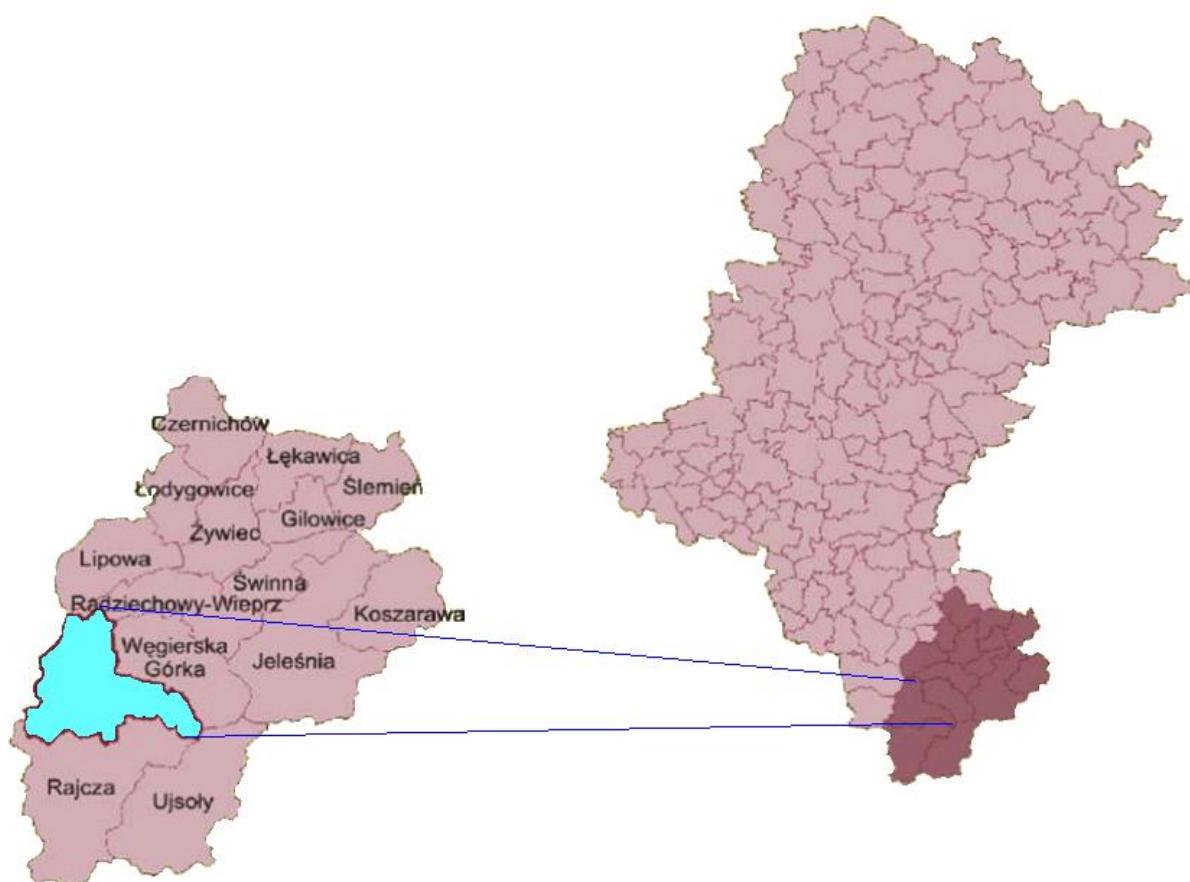 Czernichów
Łękawica
Łodygowice
Ślemień
Gilowice
Żywiec
Lipowa
Świnna
Radziechowy-Wieprz
Koszarawa
Węgierska
Górka
Jeleśnia
Rajcza
Ujsoły